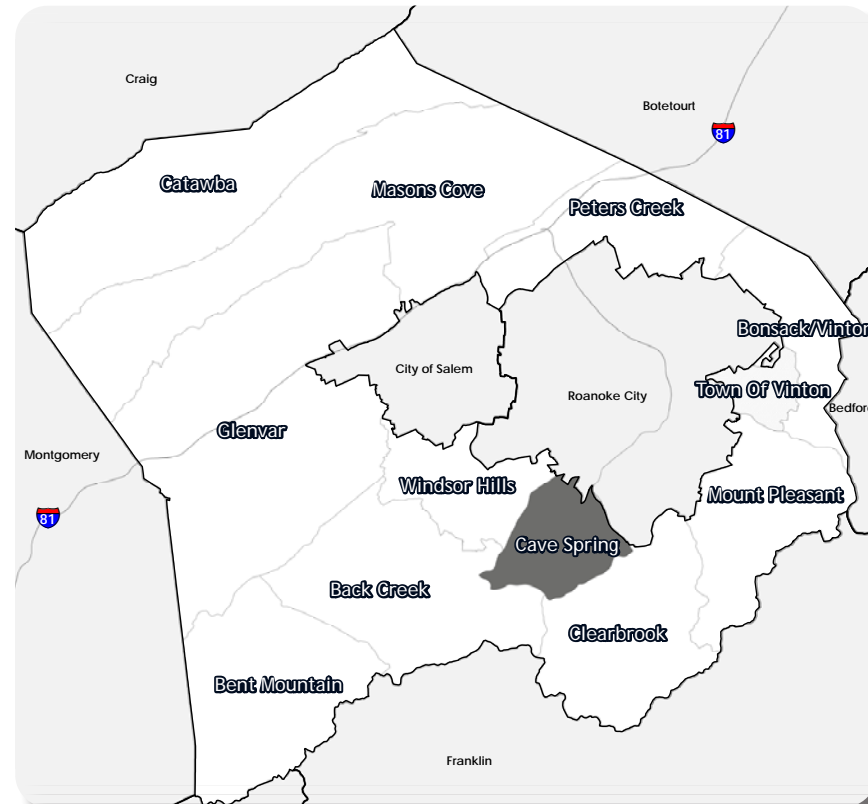 Craig
Botetourt
81
Catawba
Masons Cove
Peters Creek
Bonsack/Vinton
City of Salem
Roanoke City
Town Of Vinton
Bedfor
Glenvar
Montgomery
Windsor Hills
Mount Pleasant
81
Cave Spring
Back Creek
Clearbrook
Bent Mountain
Franklin